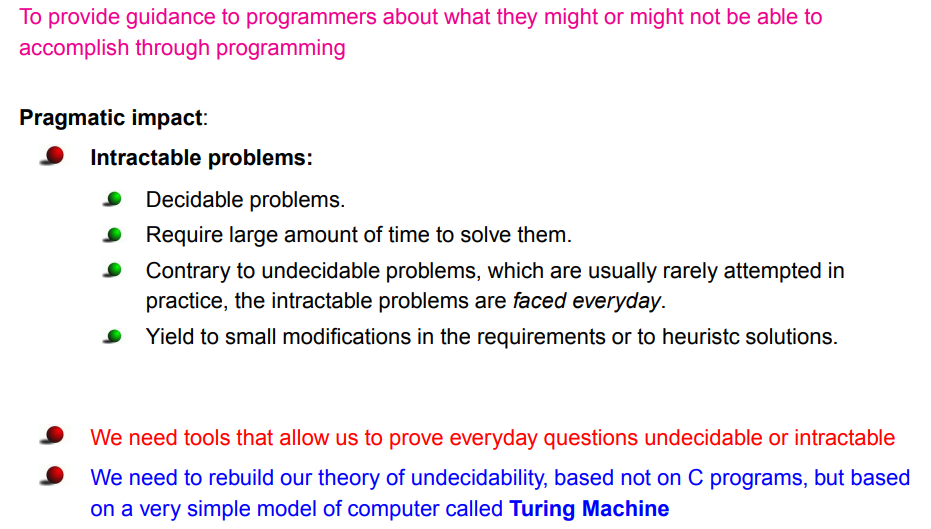 To provide guidance to programmers about what they might or might not be able to
accomplish through programming
Pragmatic impact:
Intractable problems:
Decidable problems.
Require large amount of time to solve them.
Contrary to undecidable problems, which are usually rarely attempted in
practice, the intractable problems are faced everyday.
Yield to small modifications in the requirements or to heuristc solutions.
We need tools that allow us to prove everyday questions undecidable or intractable
We need to rebuild our theory of undecidability, based not on C programs, but based
on a very simple model of computer called Turing Machine